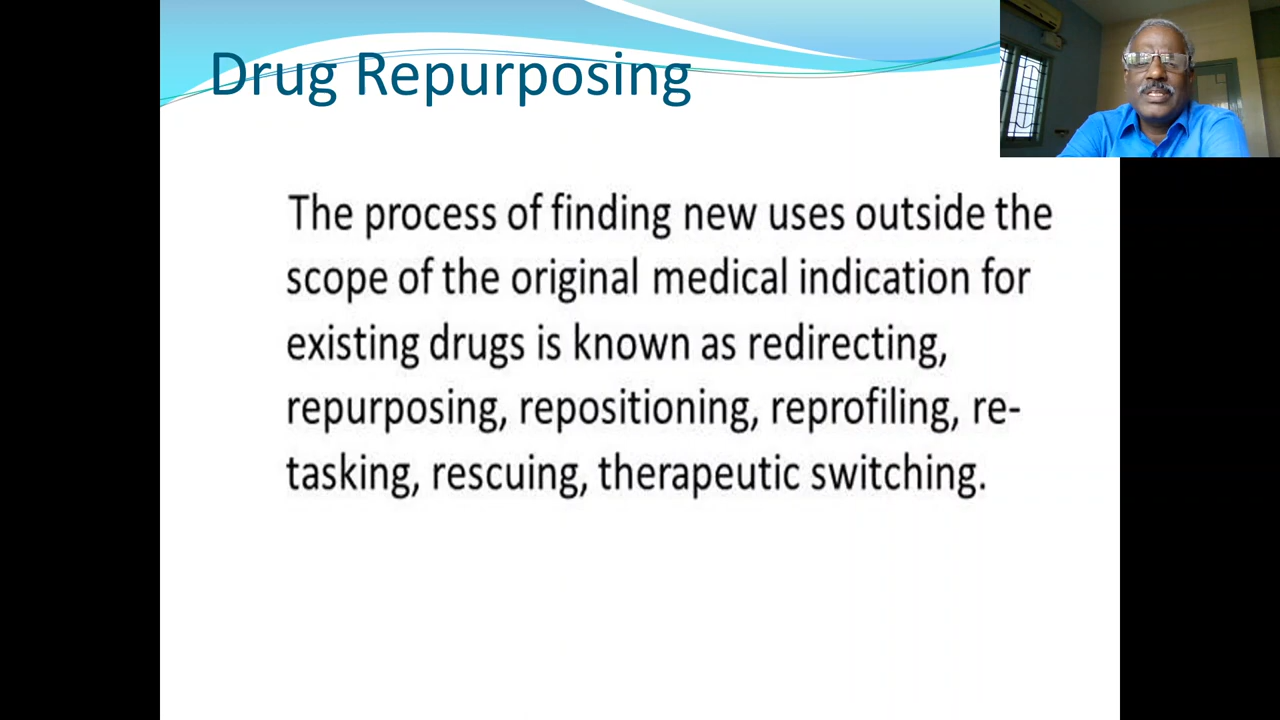 Drug Repurposing
The process of finding new uses outside the
scope of the original medical indication for
existing drugs is known as redirecting,
repurposing, repositioning, reprofiling, re-
tasking, rescuing, therapeutic switching.